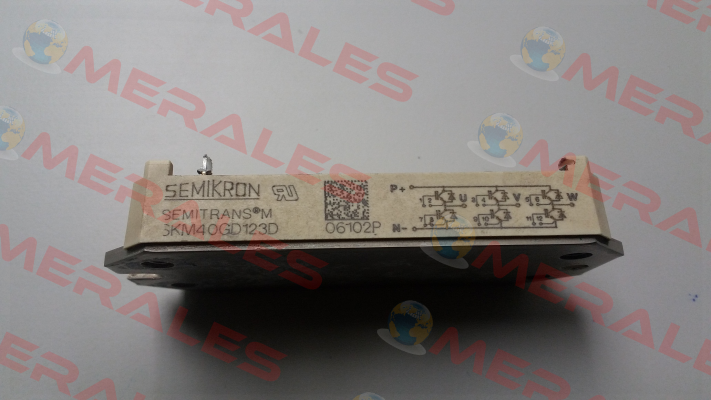 SEMIKRON
SEMITRANS®M
SKM40GD123D
06102P
P+
U V W
N-
MERALES
MERALES
MERALES
MERALES
MERALES
MERALES